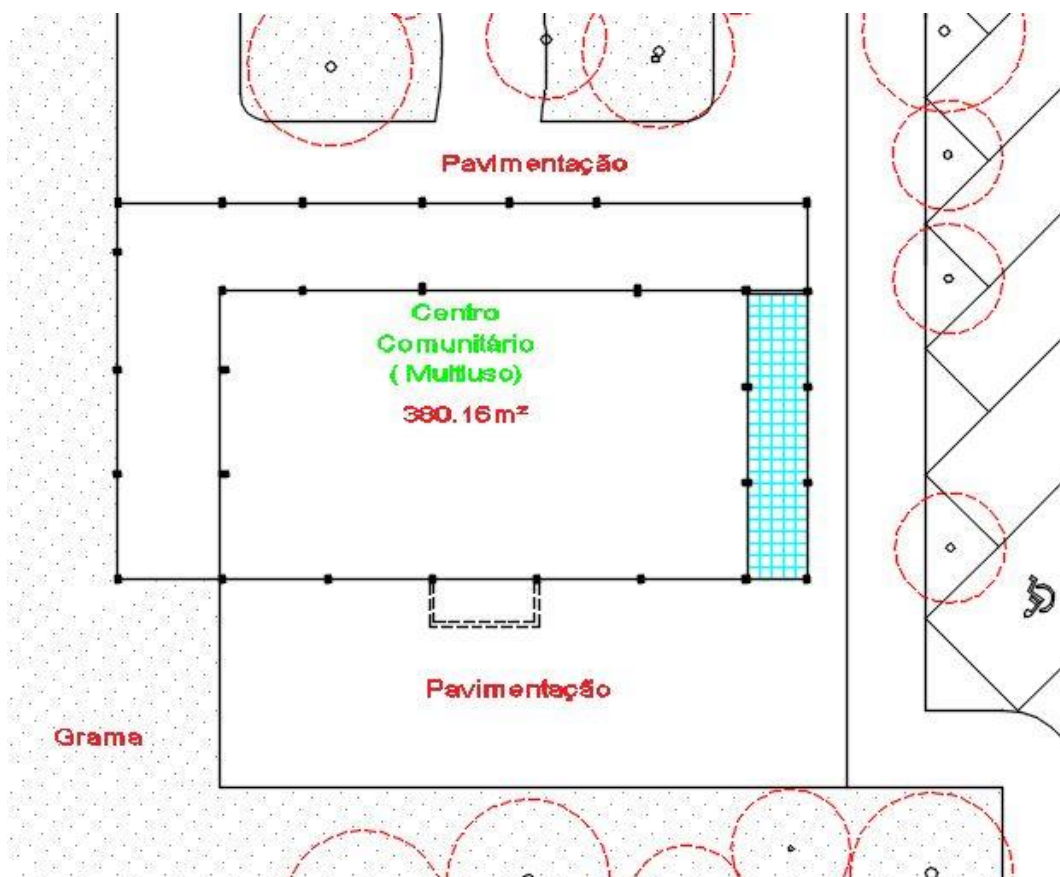 Pavimentação
Centro
Comunitário
( Multiuso)
380.16m²
Pavimentação
Grama